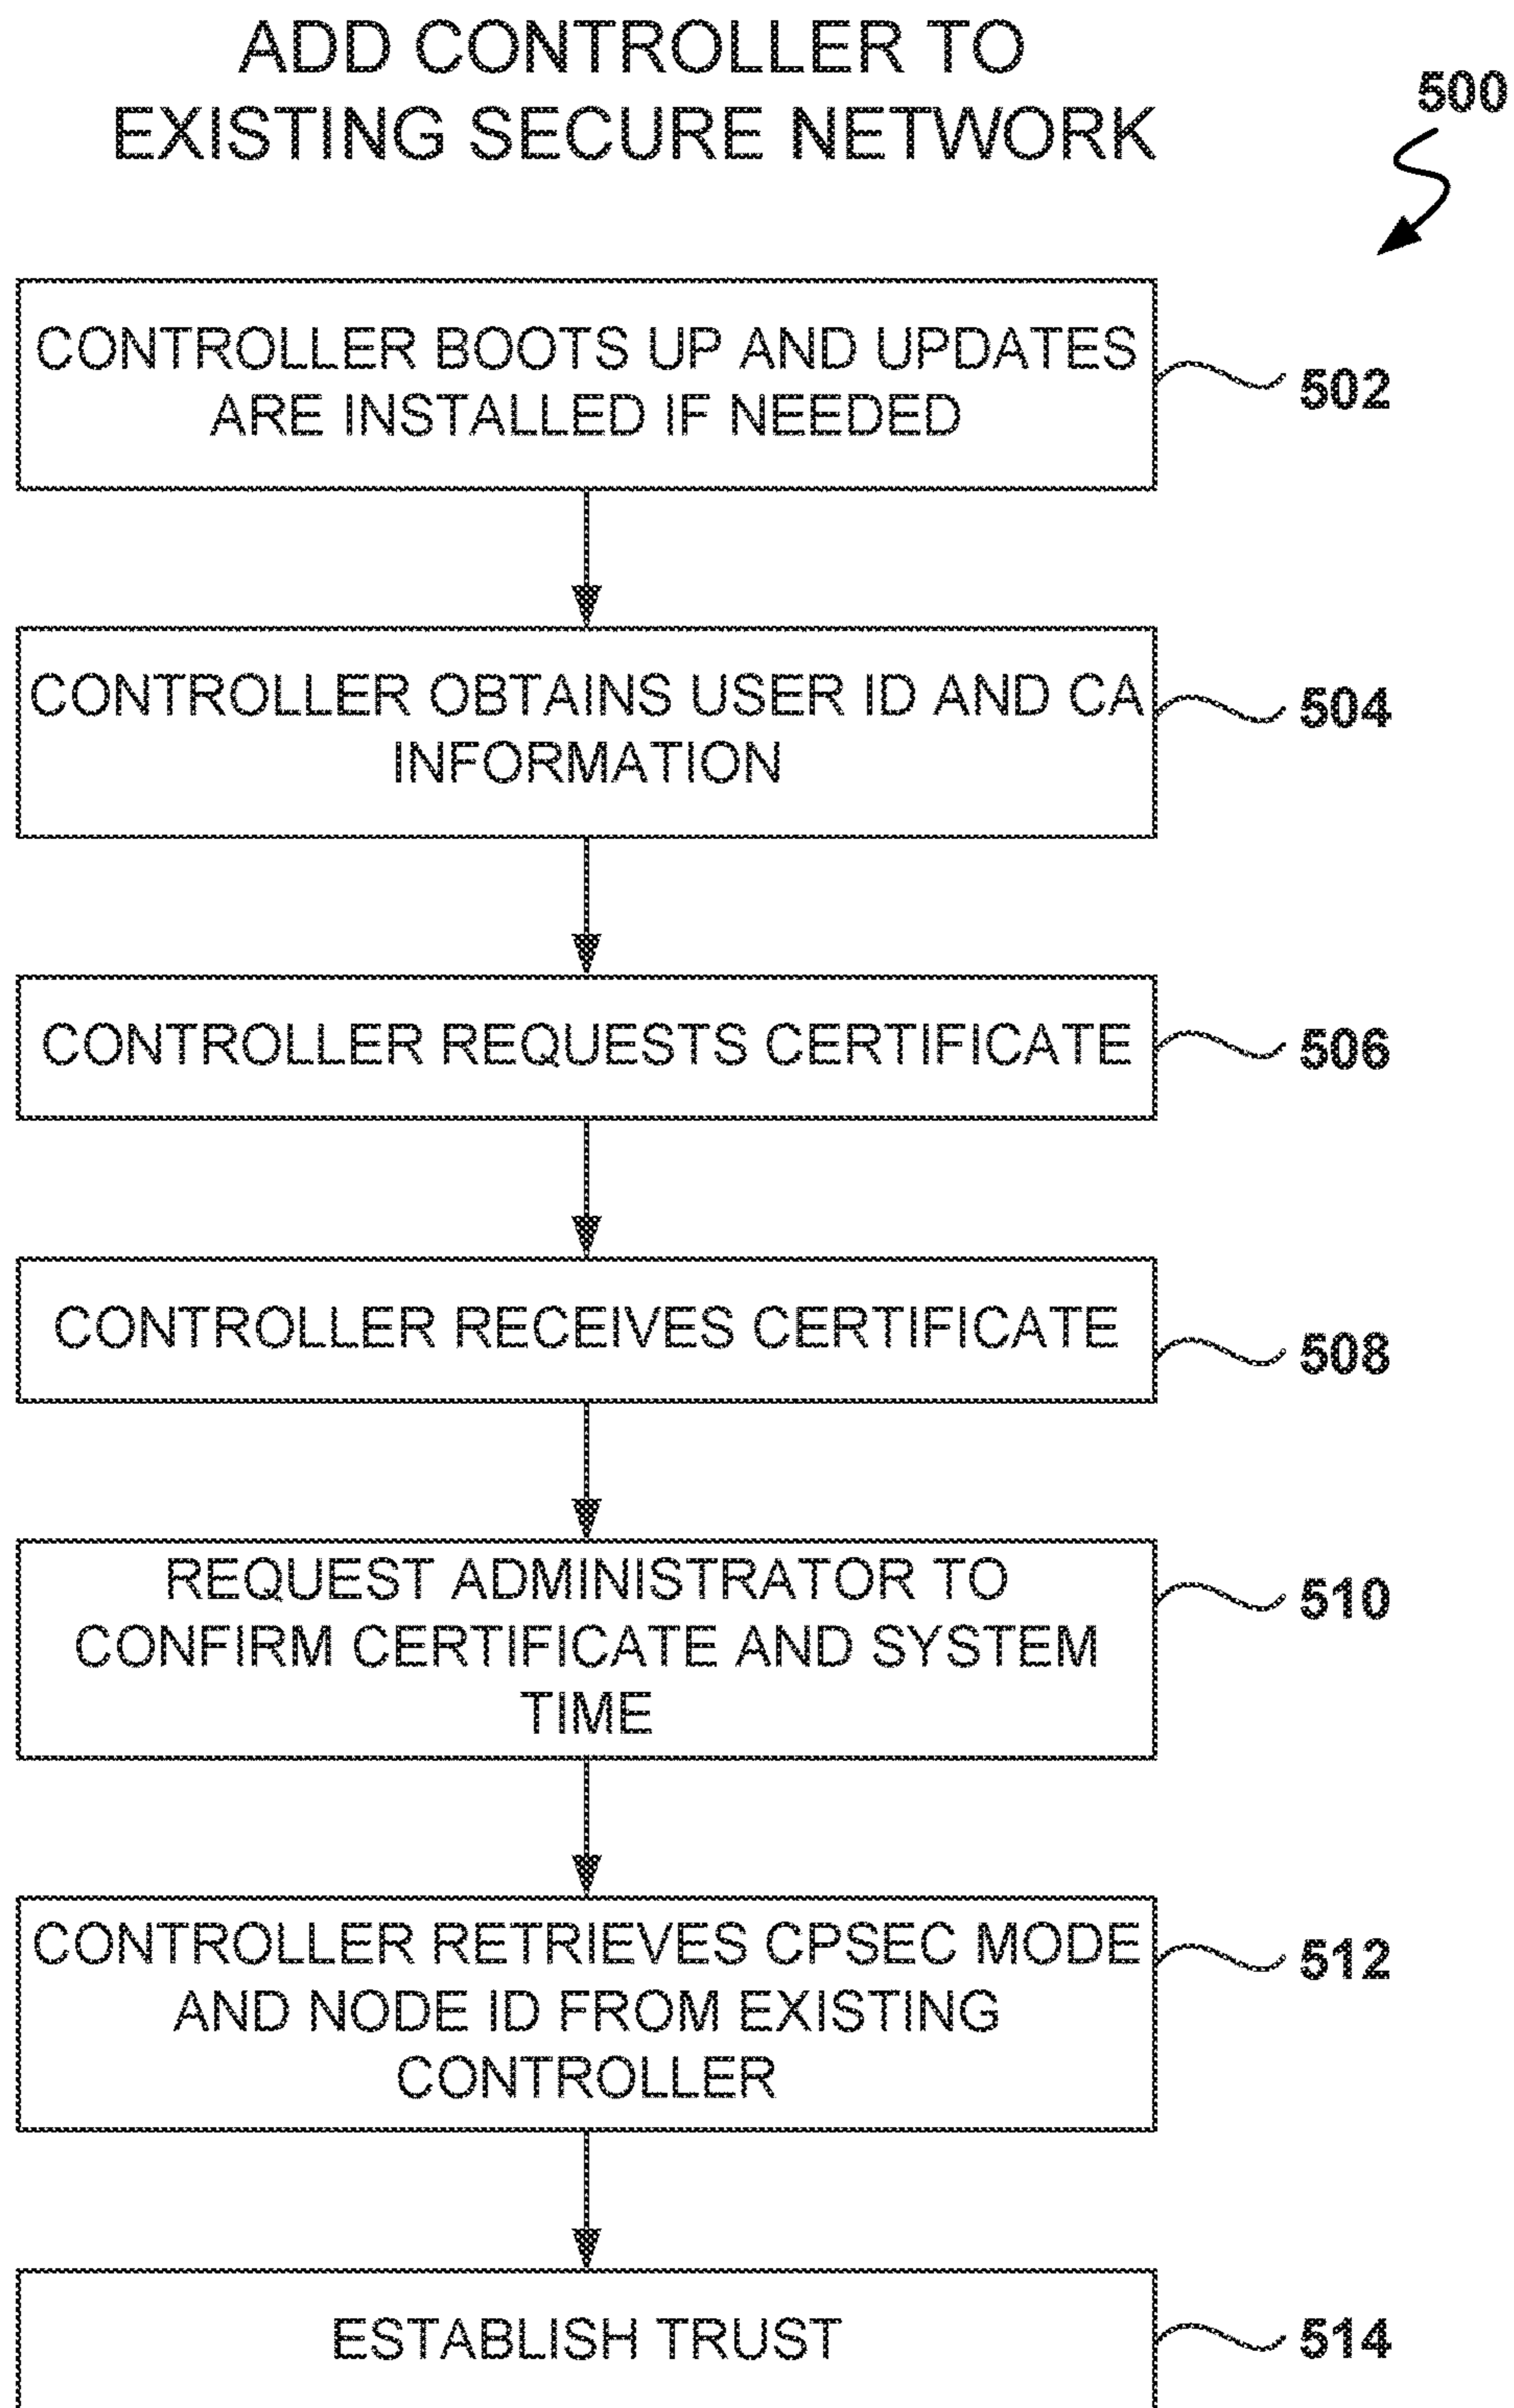 ADD CONTROLLER TO
EXISTING SECURE NETWORK
500
CONTROLLER BOOTS UP AND UPDATES
ARE INSTALLED IF NEEDED
502
CONTROLLER OBTAINS USER ID AND CA
INFORMATION
504
CONTROLLER REQUESTS CERTIFICATE
506
CONTROLLER RECEIVES CERTIFICATE
508
REQUEST ADMINISTRATOR TO
CONFIRM CERTIFICATE AND SYSTEM
TIME
510
CONTROLLER RETRIEVES CPSEC MODE
AND NODE ID FROM EXISTING
CONTROLLER
512
ESTABLISH TRUST
514